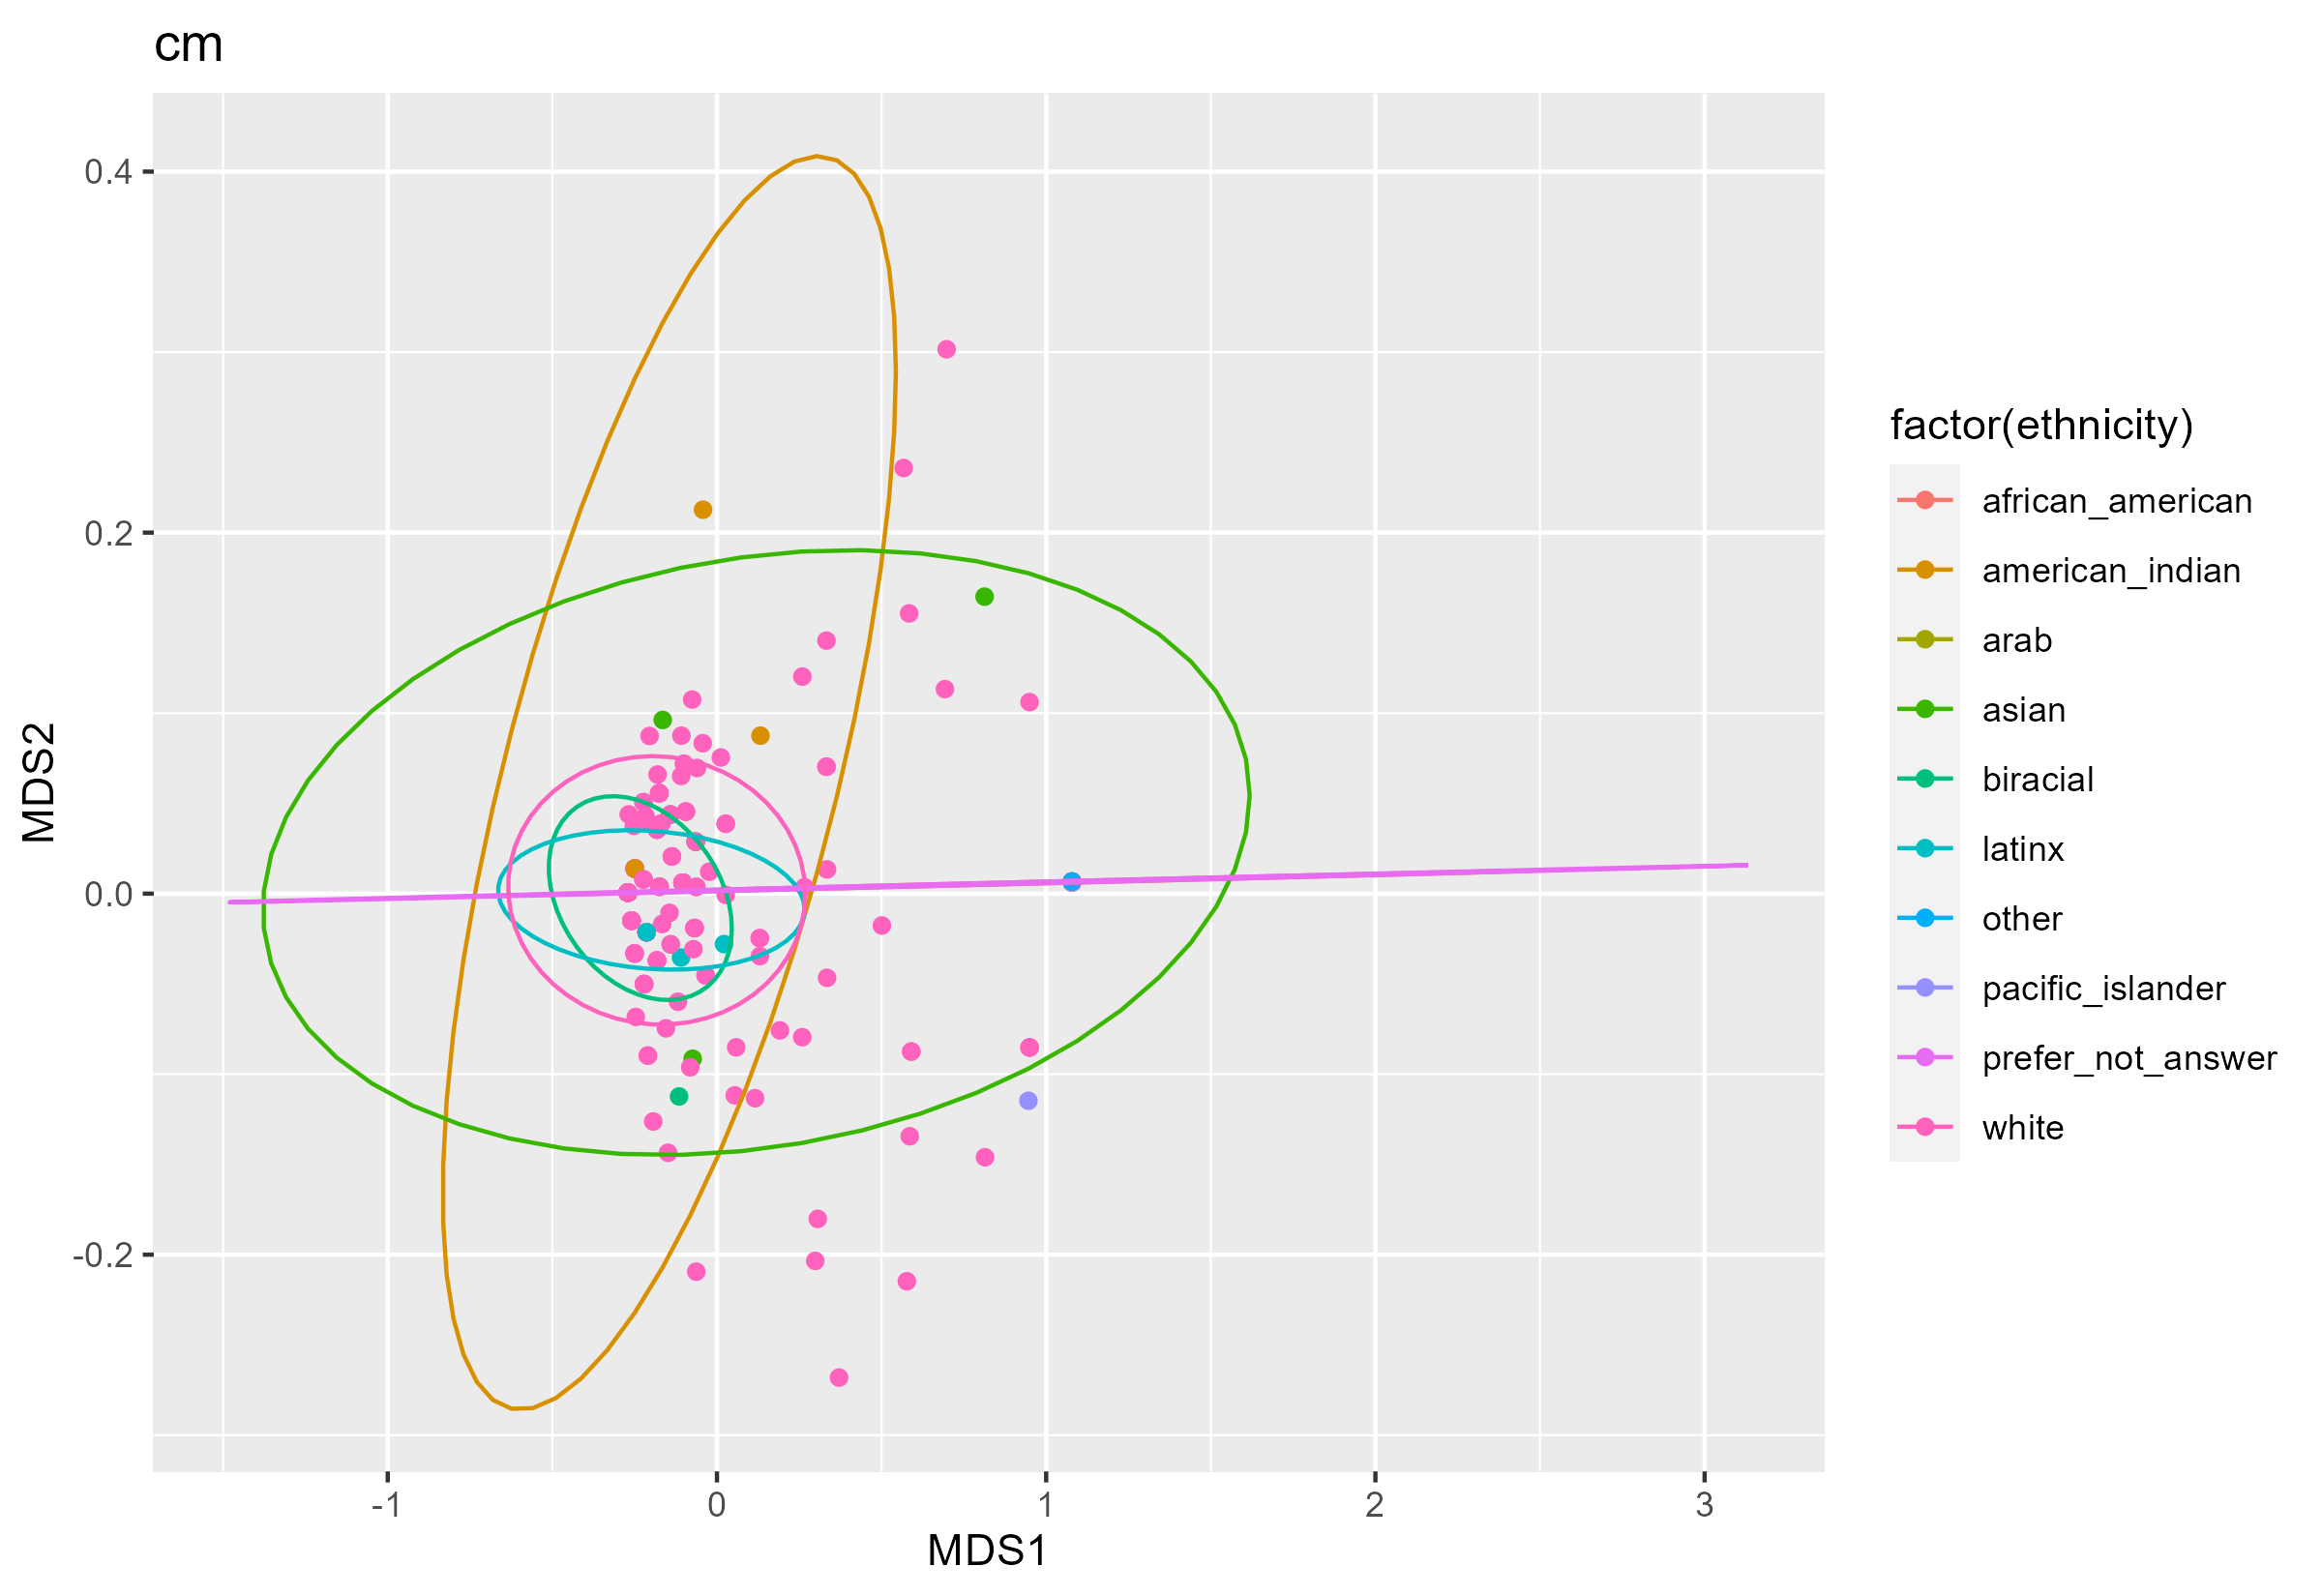 cm
0.4
0.2
0.0
-0.2
MDS2
-1
0
1
2
3
MDS1
factor(ethnicity)
african_american
american_indian
arab
asian
biracial
latinx
other
pacific_islander
prefer_not_answer
white